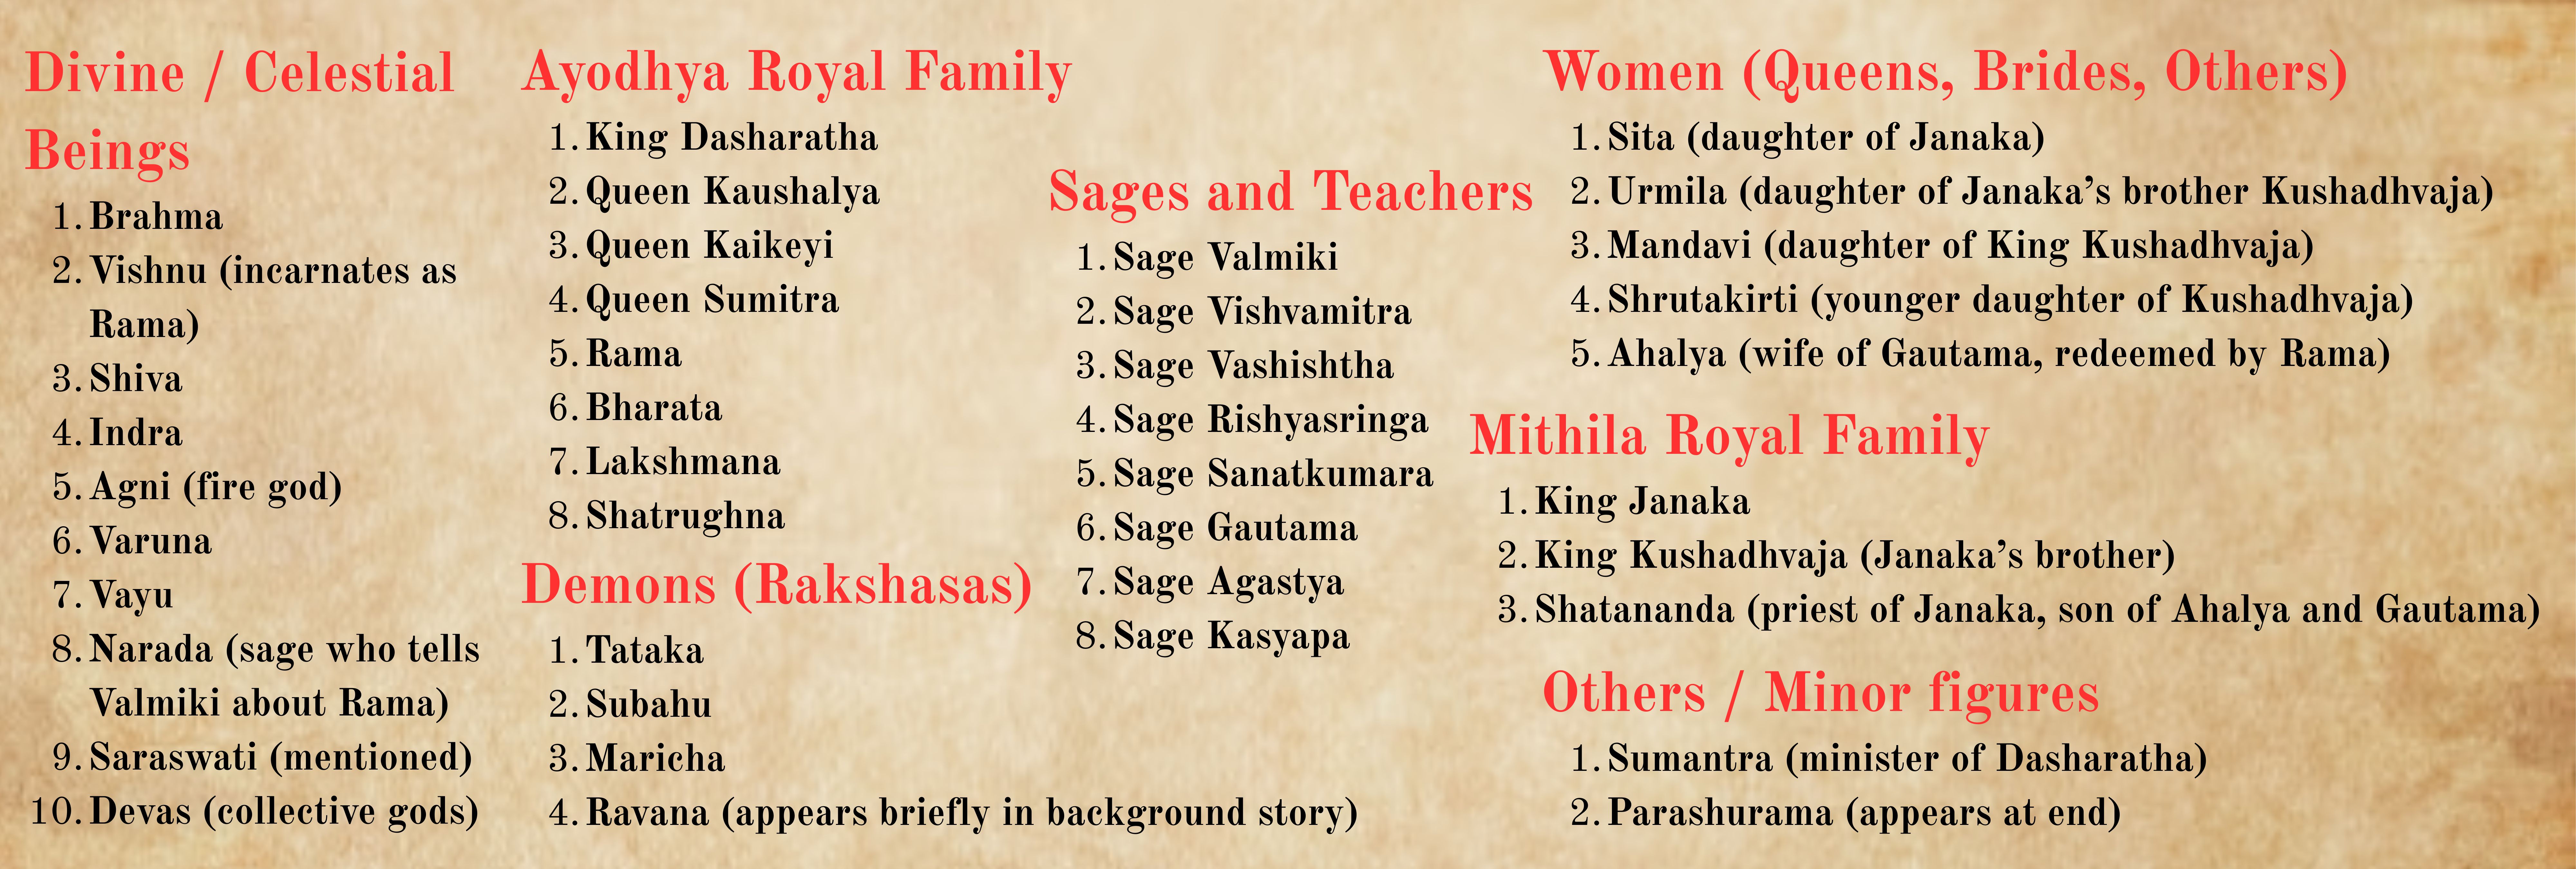 Divine / Celestial
Beings
1. Brahma
2. Vishnu (incarnates as
Rama)
3. Shiva
4. Indra
5. Agni (fire god)
6. Varuna
7. Vayu
8. Narada (sage who tells
Valmiki about Rama)
9. Saraswati (mentioned)
10. Devas (collective gods)
Ayodhya Royal Family
1. King Dasharatha
2. Queen Kaushalya
3. Queen Kaikeyi
4. Queen Sumitra
5. Rama
6. Bharata
7. Lakshmana
8. Shatrughna
Demons (Rakshasas)
1. Tataka
2. Subahu
3. Maricha
4. Ravana (appears briefly in background story)
Sages and Teachers
1. Sage Valmiki
2. Sage Vishvamitra
3. Sage Vashishtha
4. Sage Rishyasringa
5. Sage Sanatkumara
6. Sage Gautama
7. Sage Agastya
8. Sage Kasyapa
Women (Queens, Brides, Others)
1. Sita (daughter of Janaka)
2. Urmila (daughter of Janaka’s brother Kushadhvaja)
3. Mandavi (daughter of King Kushadhvaja)
4. Shrutakirti (younger daughter of Kushadhvaja)
5. Ahalya (wife of Gautama, redeemed by Rama)
Mithila Royal Family
1. King Janaka
2. King Kushadhvaja (Janaka’s brother)
3. Shatananda (priest of Janaka, son of Ahalya and Gautama)
Others / Minor figures
1. Sumantra (minister of Dasharatha)
2. Parashurama (appears at end)